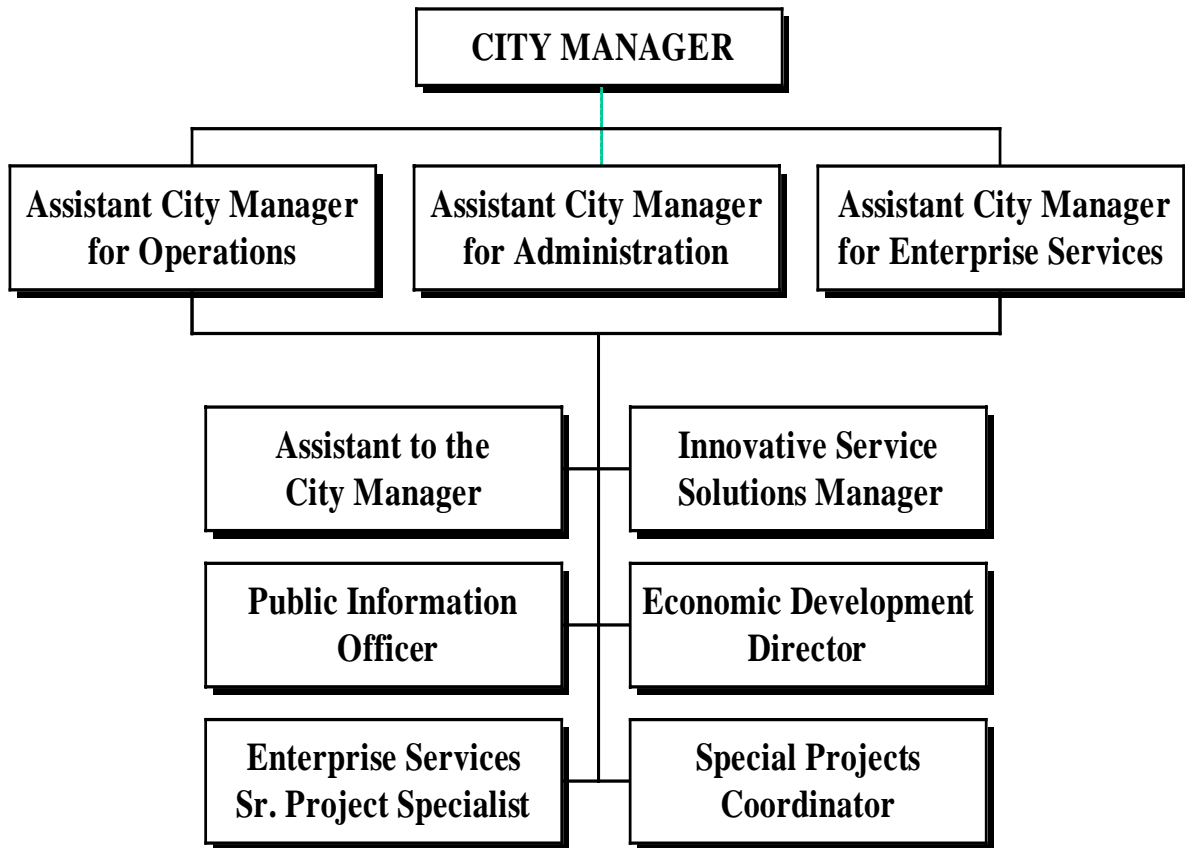 CITY MANAGER
Assistant City Manager
for Operations
Assistant City Manager
for Administration
Assistant City Manager
for Enterprise Services
Assistant to the
City Manager
Innovative Service
Solutions Manager
Public Information
Officer
Economic Development
Director
Enterprise Services
Sr. Project Specialist
Special Projects
Coordinator